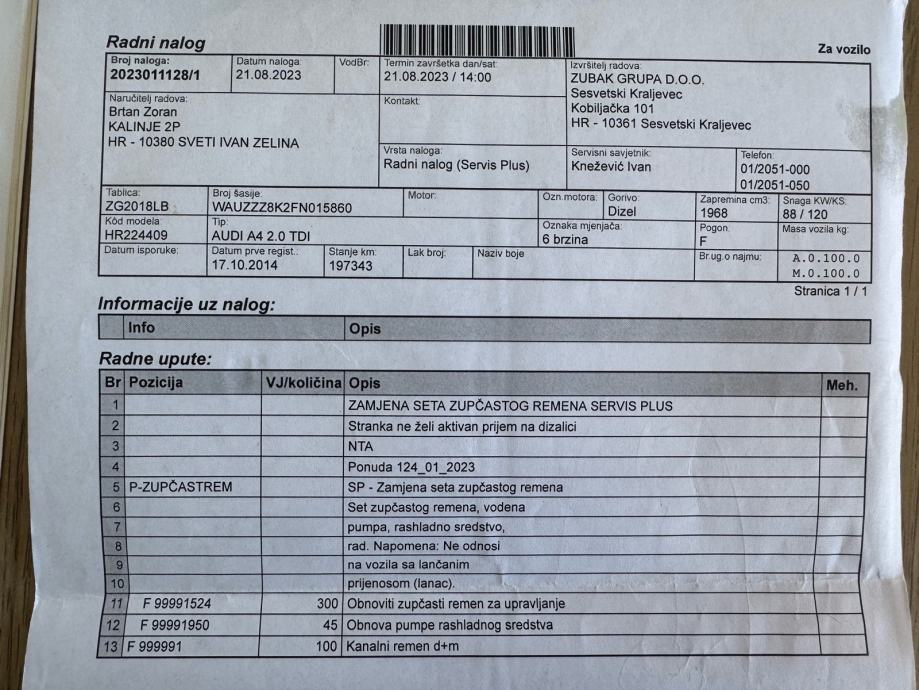 Radni nalog
Za vozilo
Broj naloga:
2023011128/1
Datum naloga:
21.08.2023
VodBr:
Termin završetka dan/sat:
21.08.2023 / 14:00
Izvršitelj radova:
ZUBAK GRUPA D.O.O.
Sesvetski Kraljevec
Kobiljačka 101
HR - 10361 Sesvetski Kraljevec
Naručitelj radova:
Brtan Zoran
KALINJE 2P
HR - 10380 SVETI IVAN ZELINA
Kontakt:
Vrsta naloga:
Radni nalog (Servis Plus)
Servisni savjetnik:
Knežević Ivan
Telefon:
01/2051-000
01/2051-050
Tablica:
ZG2018LB
Broj šasije:
WAUZZZ8K2FN015860
Motor:
Ozn.motora:
Gorivo:
Dizel
Zapremina cm3:
1968
Snaga KW/KS:
88 / 120
Kôd modela:
HR224409
Tip:
AUDI A4 2.0 TDI
Oznaka mjenjača:
6 brzina
Pogon:
F
Masa vozila kg:
Datum isporuke:
Datum prve regist.:
17.10.2014
Stanje km:
197343
Lak broj:
Naziv boje
Br.ug.o najmu:
A.0.100.0
M.0.100.0
Stranica 1 / 1
Informacije uz nalog:
Info Opis
Radne upute:
Br Pozicija VJ/količina Opis Meh.
1 ZAMJENA SETA ZUPČASTOG REMENA SERVIS PLUS
2 Stranka ne želi aktivan prijem na dizalici
3 NTA
4 Ponuda 124_01_2023
5 P-ZUPČASTREM SP - Zamjena seta zupčastog remena
6 Set zupčastog remena, vodena
7 pumpa, rashladno sredstvo,
8 rad. Napomena: Ne odnosi
9 na vozila sa lančanim
10 prijenosom (lanac).
11 F 99991524 300 Obnoviti zupčasti remen za upravljanje
12 F 99991950 45 Obnova pumpe rashladnog sredstva
13 F 999991 100 Kanalni remen d+m